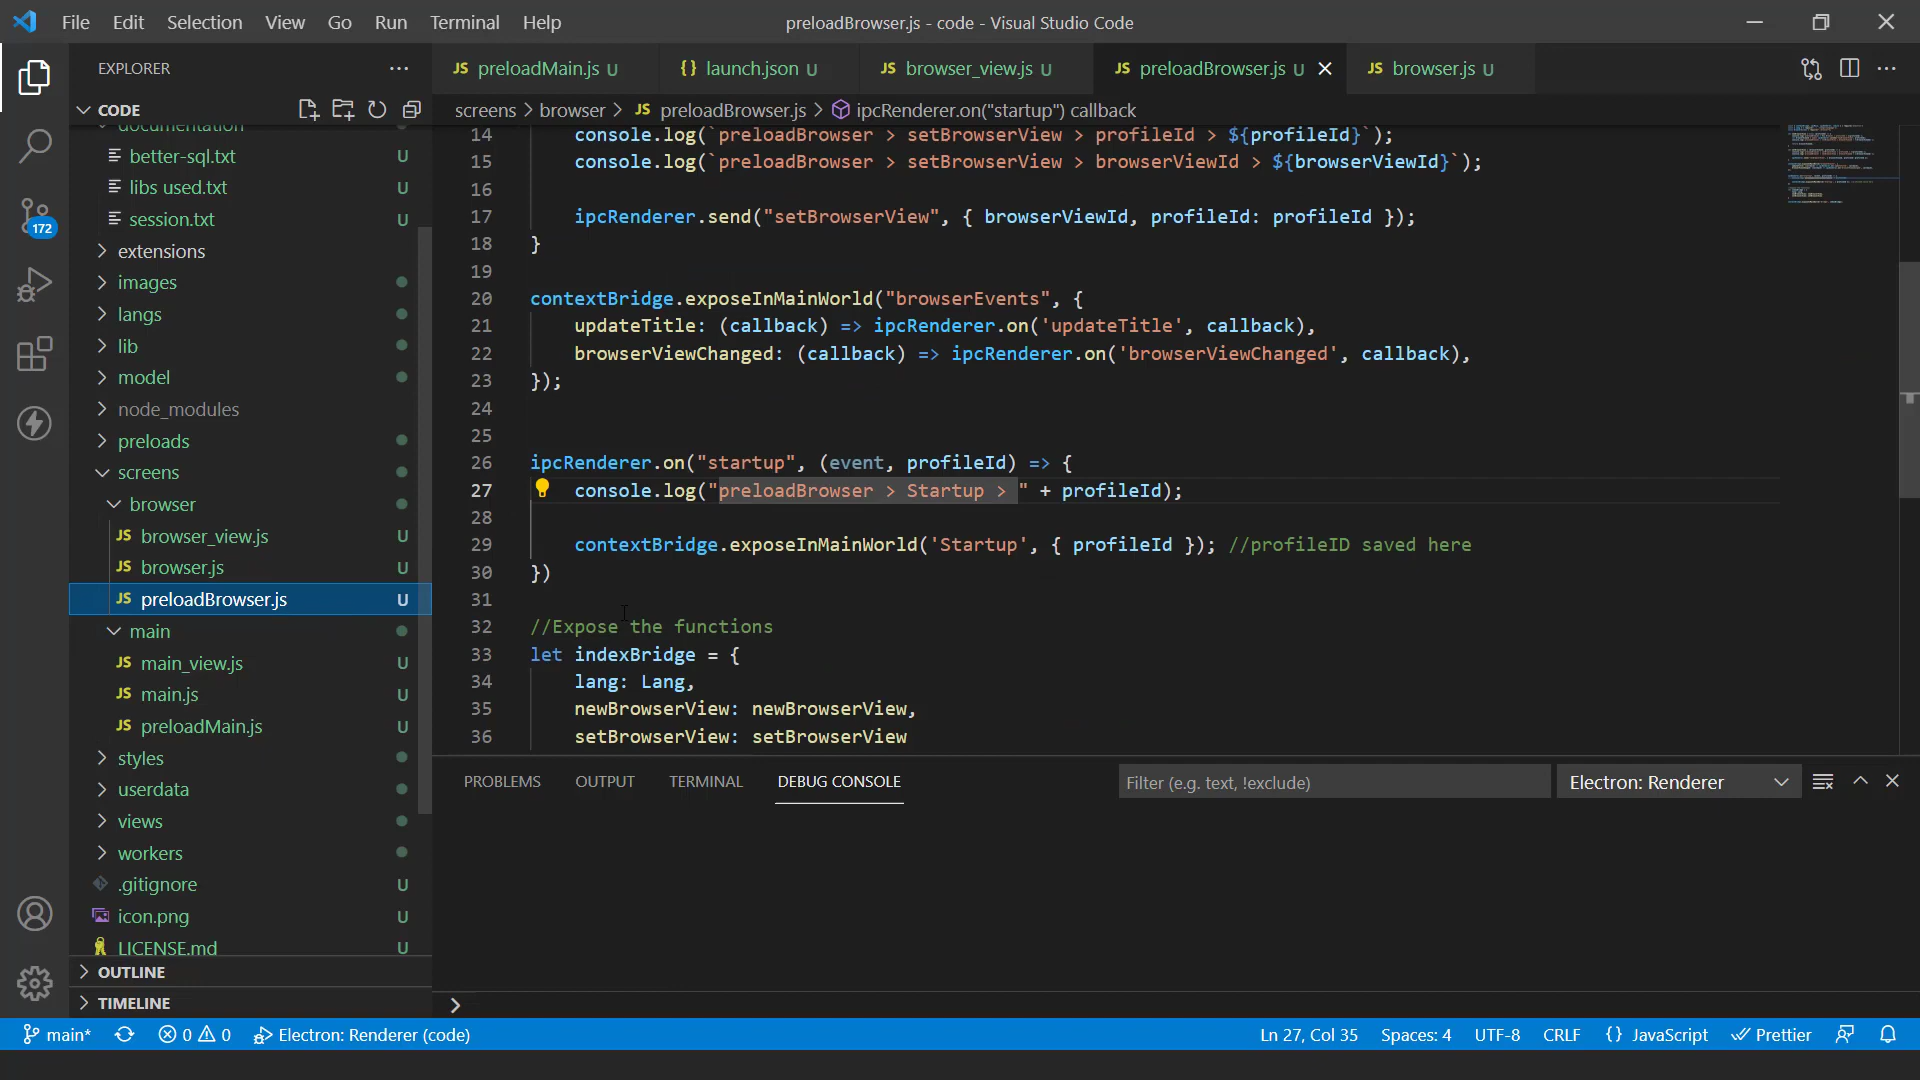 File Edit Selection View Go Run Terminal Help
preloadBrowser.js - code - Visual Studio Code
EXPLORER
CODE
documentation
better-sql.txt U
libs used.txt U
session.txt U
extensions
images
langs
lib
model
node_modules
preloads
screens
browser
browser_view.js U
browser.js U
preloadBrowser.js U
main
main_view.js U
main.js U
preloadMain.js U
styles
userdata
views
workers
.gitignore U
icon.png U
LICENSE.md U
OUTLINE
TIMELINE
172
JS preloadMain.js U {} launch.json U JS browser_view.js U JS preloadBrowser.js U JS browser.js U
screens > browser > JS preloadBrowser.js > ipcRenderer.on("startup") callback
14 console.log(`preloadBrowser > setBrowserView > profileId > ${profileId}`);
15 console.log(`preloadBrowser > setBrowserView > browserViewId > ${browserViewId}`);
16
17 ipcRenderer.send("setBrowserView", { browserViewId, profileId: profileId });
18 }
19
20 contextBridge.exposeInMainWorld("browserEvents", {
21 updateTitle: (callback) => ipcRenderer.on('updateTitle', callback),
22 browserViewChanged: (callback) => ipcRenderer.on('browserViewChanged', callback),
23 });
24
25
26 ipcRenderer.on("startup", (event, profileId) => {
27 console.log("preloadBrowser > Startup > " + profileId);
28
29 contextBridge.exposeInMainWorld('Startup', { profileId }); //profileID saved here
30 })
31
32 //Expose the functions
33 let indexBridge = {
34 lang: Lang,
35 newBrowserView: newBrowserView,
36 setBrowserView: setBrowserView
PROBLEMS OUTPUT TERMINAL DEBUG CONSOLE
Filter (e.g. text, !exclude) Electron: Renderer
main* 0 0 Electron: Renderer (code)
Ln 27, Col 35 Spaces: 4 UTF-8 CRLF {} JavaScript Prettier